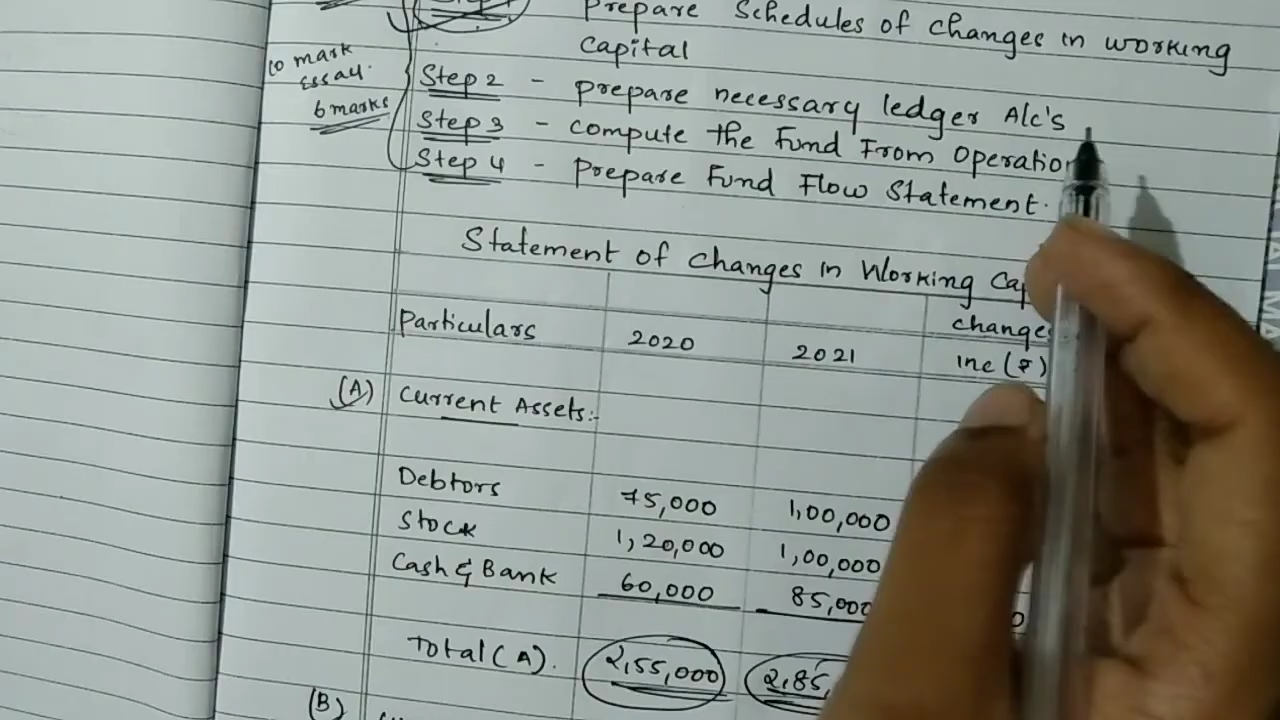 Prepare Schedules of changes in working
Capital
10 mark
essay.
6 marks
Step 2 - prepare necessary ledger A/c's
Step 3 - compute the Fund From Operation
Step 4 - Prepare Fund Flow Statement.
Statement of changes in Working Cap
Particulars 2020 2021 changes
inc (₹)
(A) Current Assets:-
Debtors 75,000 1,00,000
Stock 1,20,000 1,00,000
Cash & Bank 60,000 85,000
Total (A). 2,55,000 2,85,
(B)